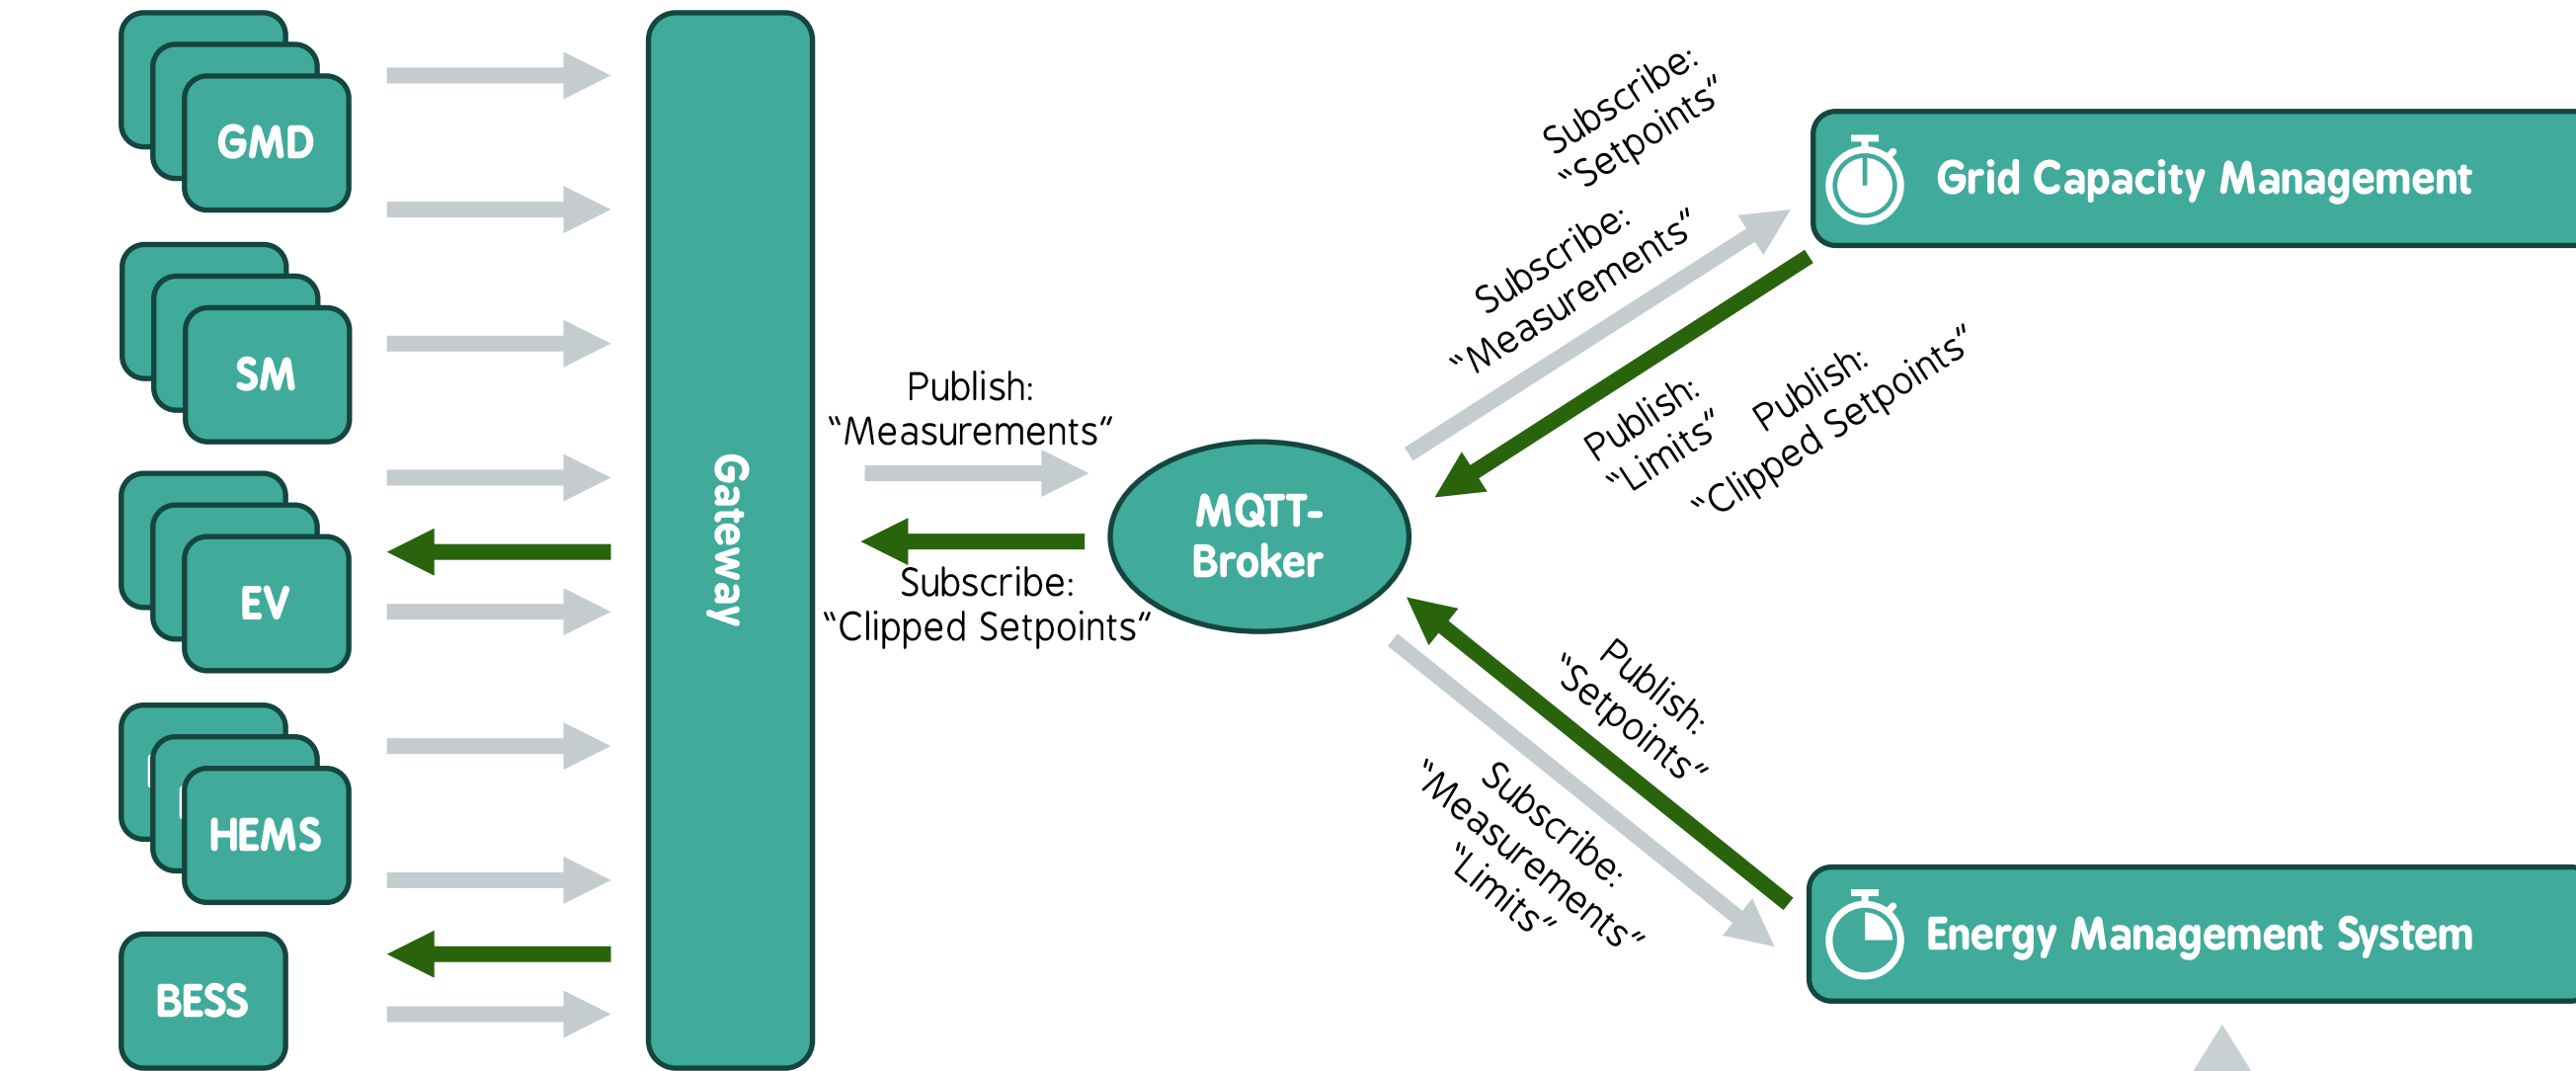 GMD
SM
EV
HEMS
BESS
Gateway
Publish:
“Measurements”
Subscribe:
“Clipped Setpoints”
MQTT-
Broker
Subscribe:
“Setpoints”
Subscribe:
“Measurements”
Publish:
“Limits”
Publish:
“Clipped Setpoints”
Grid Capacity Management
Publish:
“Setpoints”
Subscribe:
“Measurements”
“Limits”
Energy Management System